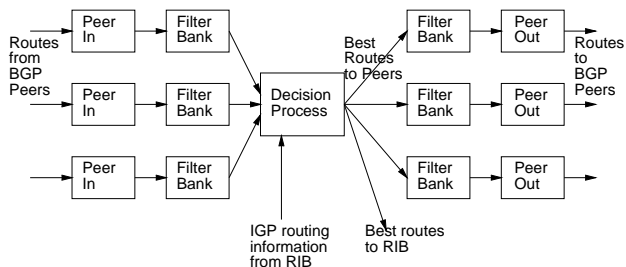 Routes
from
BGP
Peers
Peer
In
Filter
Bank
Peer
In
Filter
Bank
Peer
In
Filter
Bank
Decision
Process
IGP routing
information
from RIB
Best
Routes
to Peers
Best routes
to RIB
Filter
Bank
Peer
Out
Filter
Bank
Peer
Out
Filter
Bank
Peer
Out
Routes
to
BGP
Peers